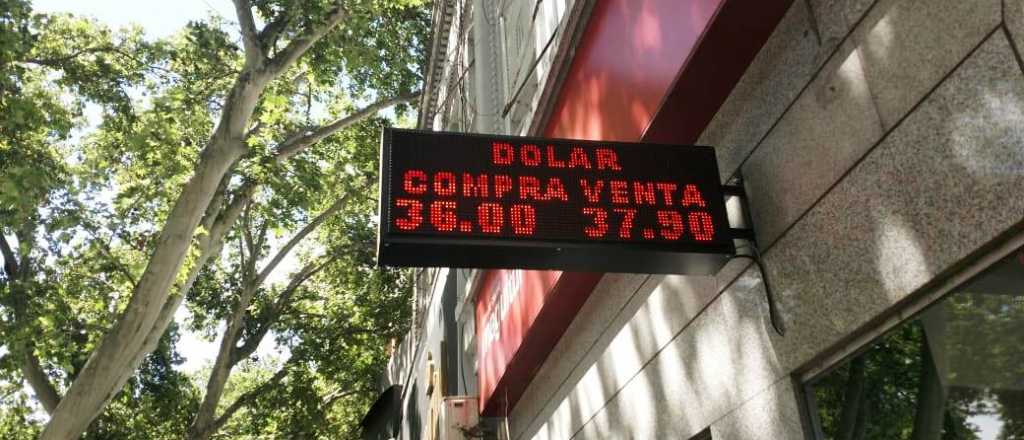 DOLAR
COMPRA VENTA
36.00 37.90